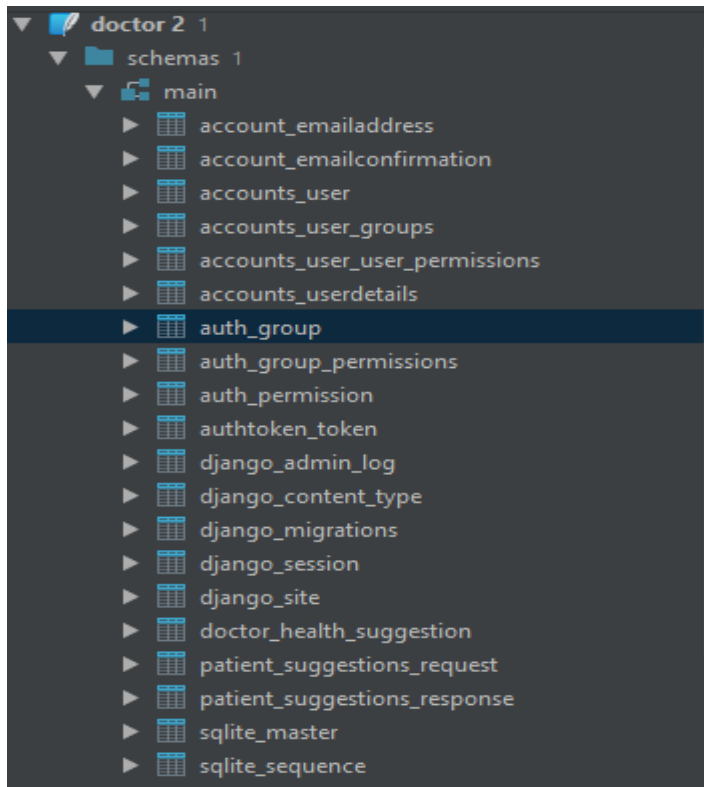 doctor 2 1
schemas 1
main
account_emailaddress
account_emailconfirmation
accounts_user
accounts_user_groups
accounts_user_user_permissions
accounts_userdetails
auth_group
auth_group_permissions
auth_permission
authtoken_token
django_admin_log
django_content_type
django_migrations
django_session
django_site
doctor_health_suggestion
patient_suggestions_request
patient_suggestions_response
sqlite_master
sqlite_sequence